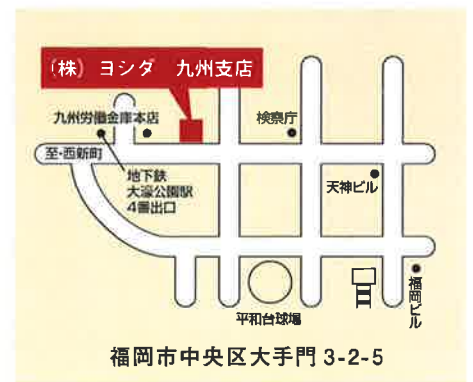 (株) ヨシダ 九州支店
九州労働金庫本店
検察庁
至・西新町
地下鉄
大濠公園駅
4番出口
天神ビル
福岡ビル
平和台球場
福岡市中央区大手門 3-2-5